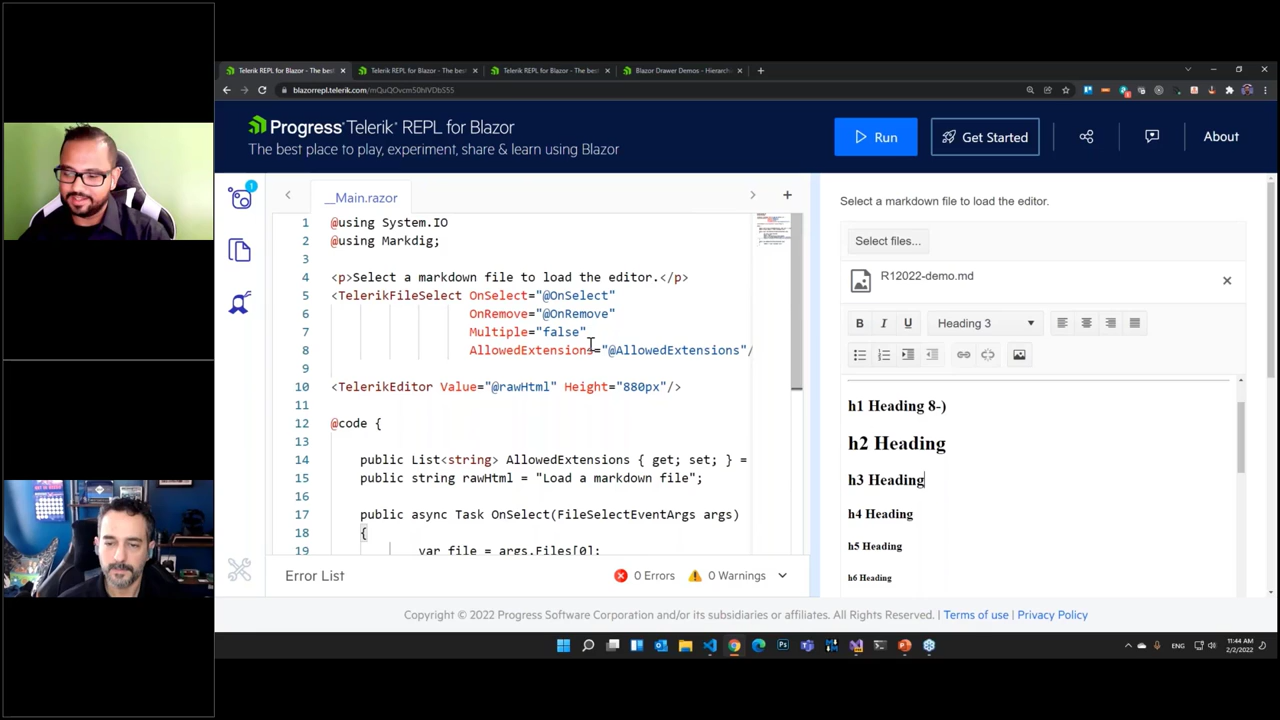 Telerik REPL for Blazor - The best
Telerik REPL for Blazor - The best
Telerik REPL for Blazor - The best
Blazor Drawer Demos - Hierarch
blazorrepl.telerik.com/mQuQOvcm50hlVDbS55
Progress Telerik REPL for Blazor
The best place to play, experiment, share & learn using Blazor
Run
Get Started
About
1
__Main.razor
1 @using System.IO
2 @using Markdig;
3
4 <p>Select a markdown file to load the editor.</p>
5 <TelerikFileSelect OnSelect="@OnSelect"
6 OnRemove="@OnRemove"
7 Multiple="false"
8 AllowedExtensions="@AllowedExtensions"/
9
10 <TelerikEditor Value="@rawHtml" Height="880px"/>
11
12 @code {
13
14 public List<string> AllowedExtensions { get; set; } =
15 public string rawHtml = "Load a markdown file";
16
17 public async Task OnSelect(FileSelectEventArgs args)
18 {
19 var file = args.Files[0];
Error List
0 Errors
0 Warnings
Select a markdown file to load the editor.
Select files...
R12022-demo.md
B I U Heading 3
h1 Heading 8-)
h2 Heading
h3 Heading
h4 Heading
h5 Heading
h6 Heading
Copyright © 2022 Progress Software Corporation and/or its subsidiaries or affiliates. All Rights Reserved. | Terms of use | Privacy Policy
ENG
11:44 AM
2/2/2022